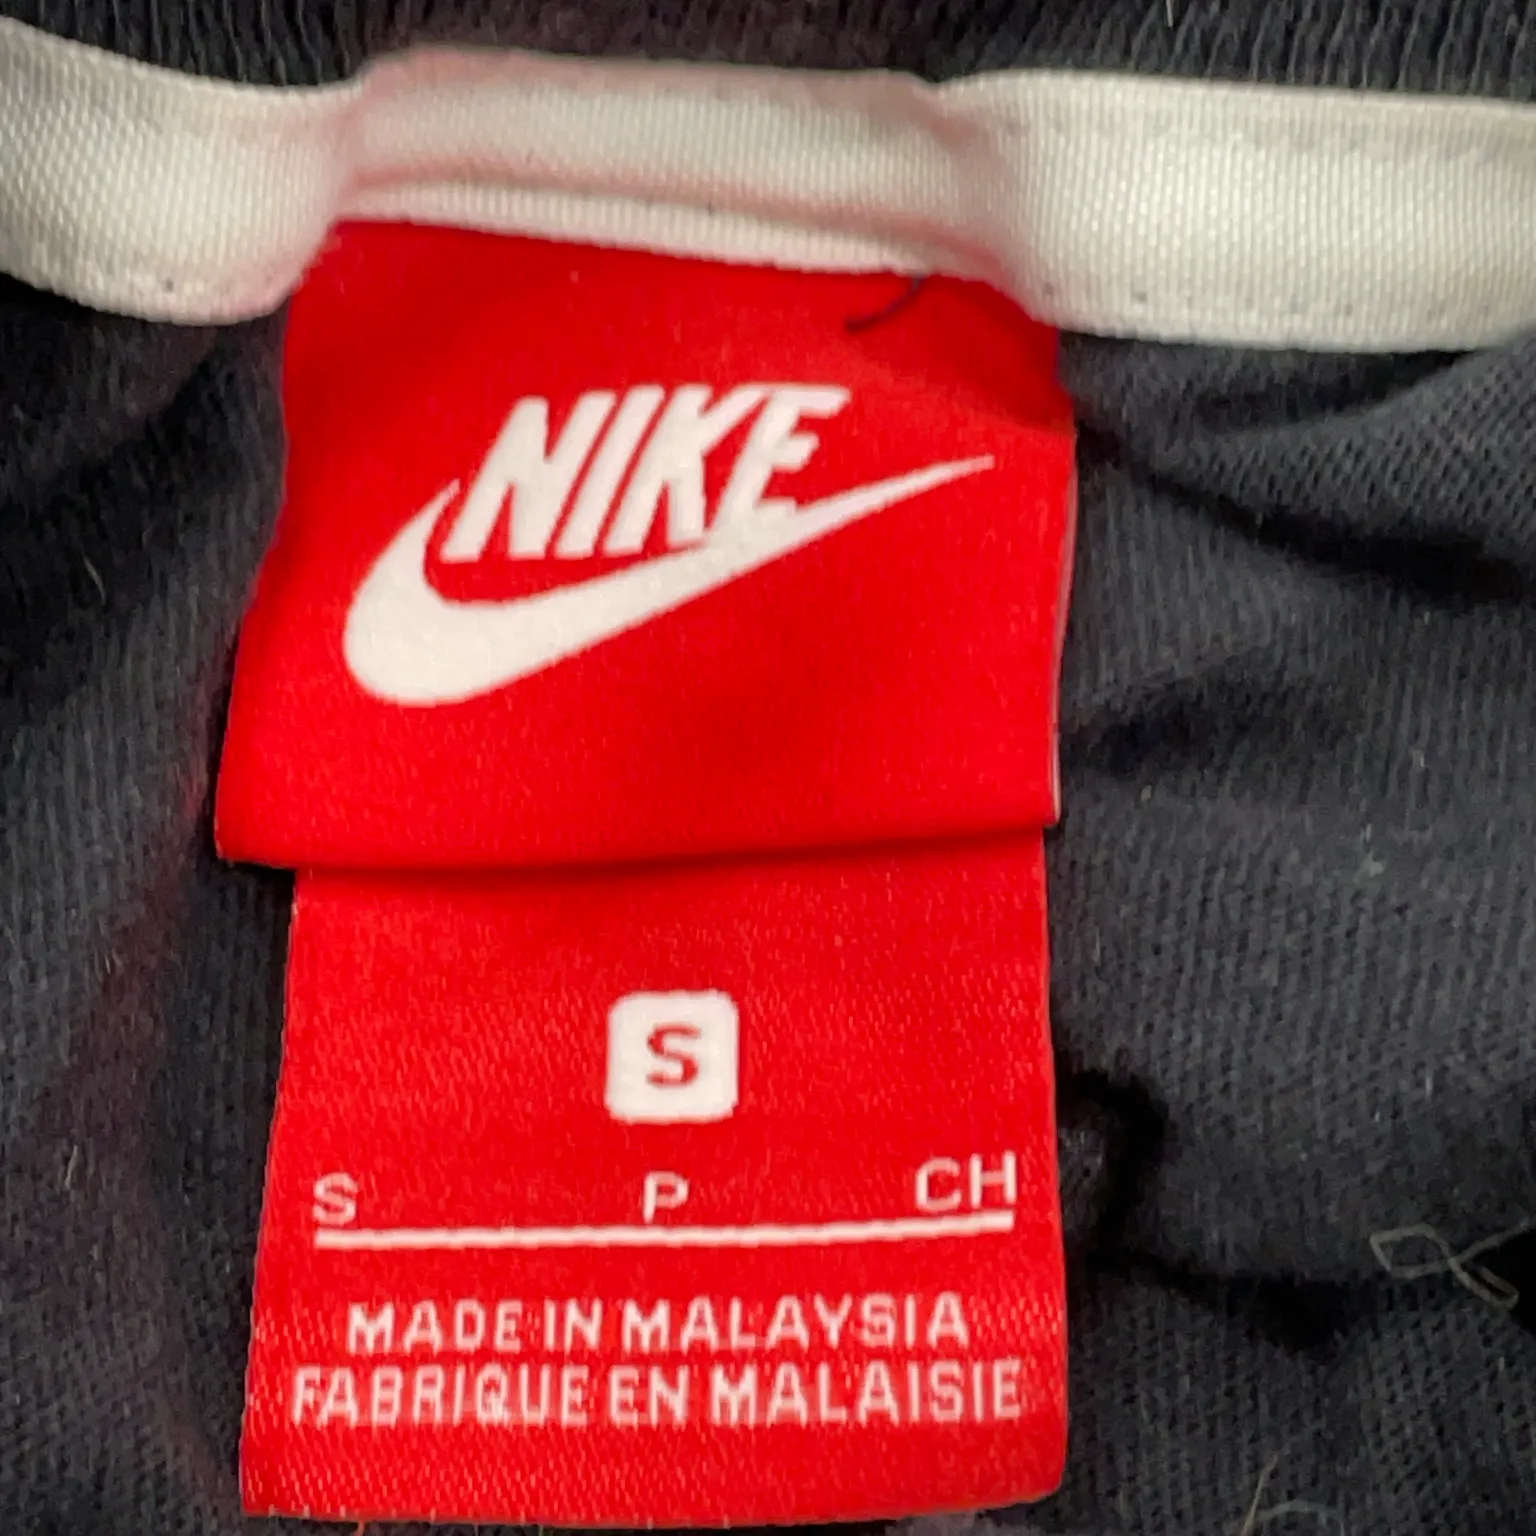 NIKE
S
S P CH
MADE IN MALAYSIA
FABRIQUE EN MALAISIE